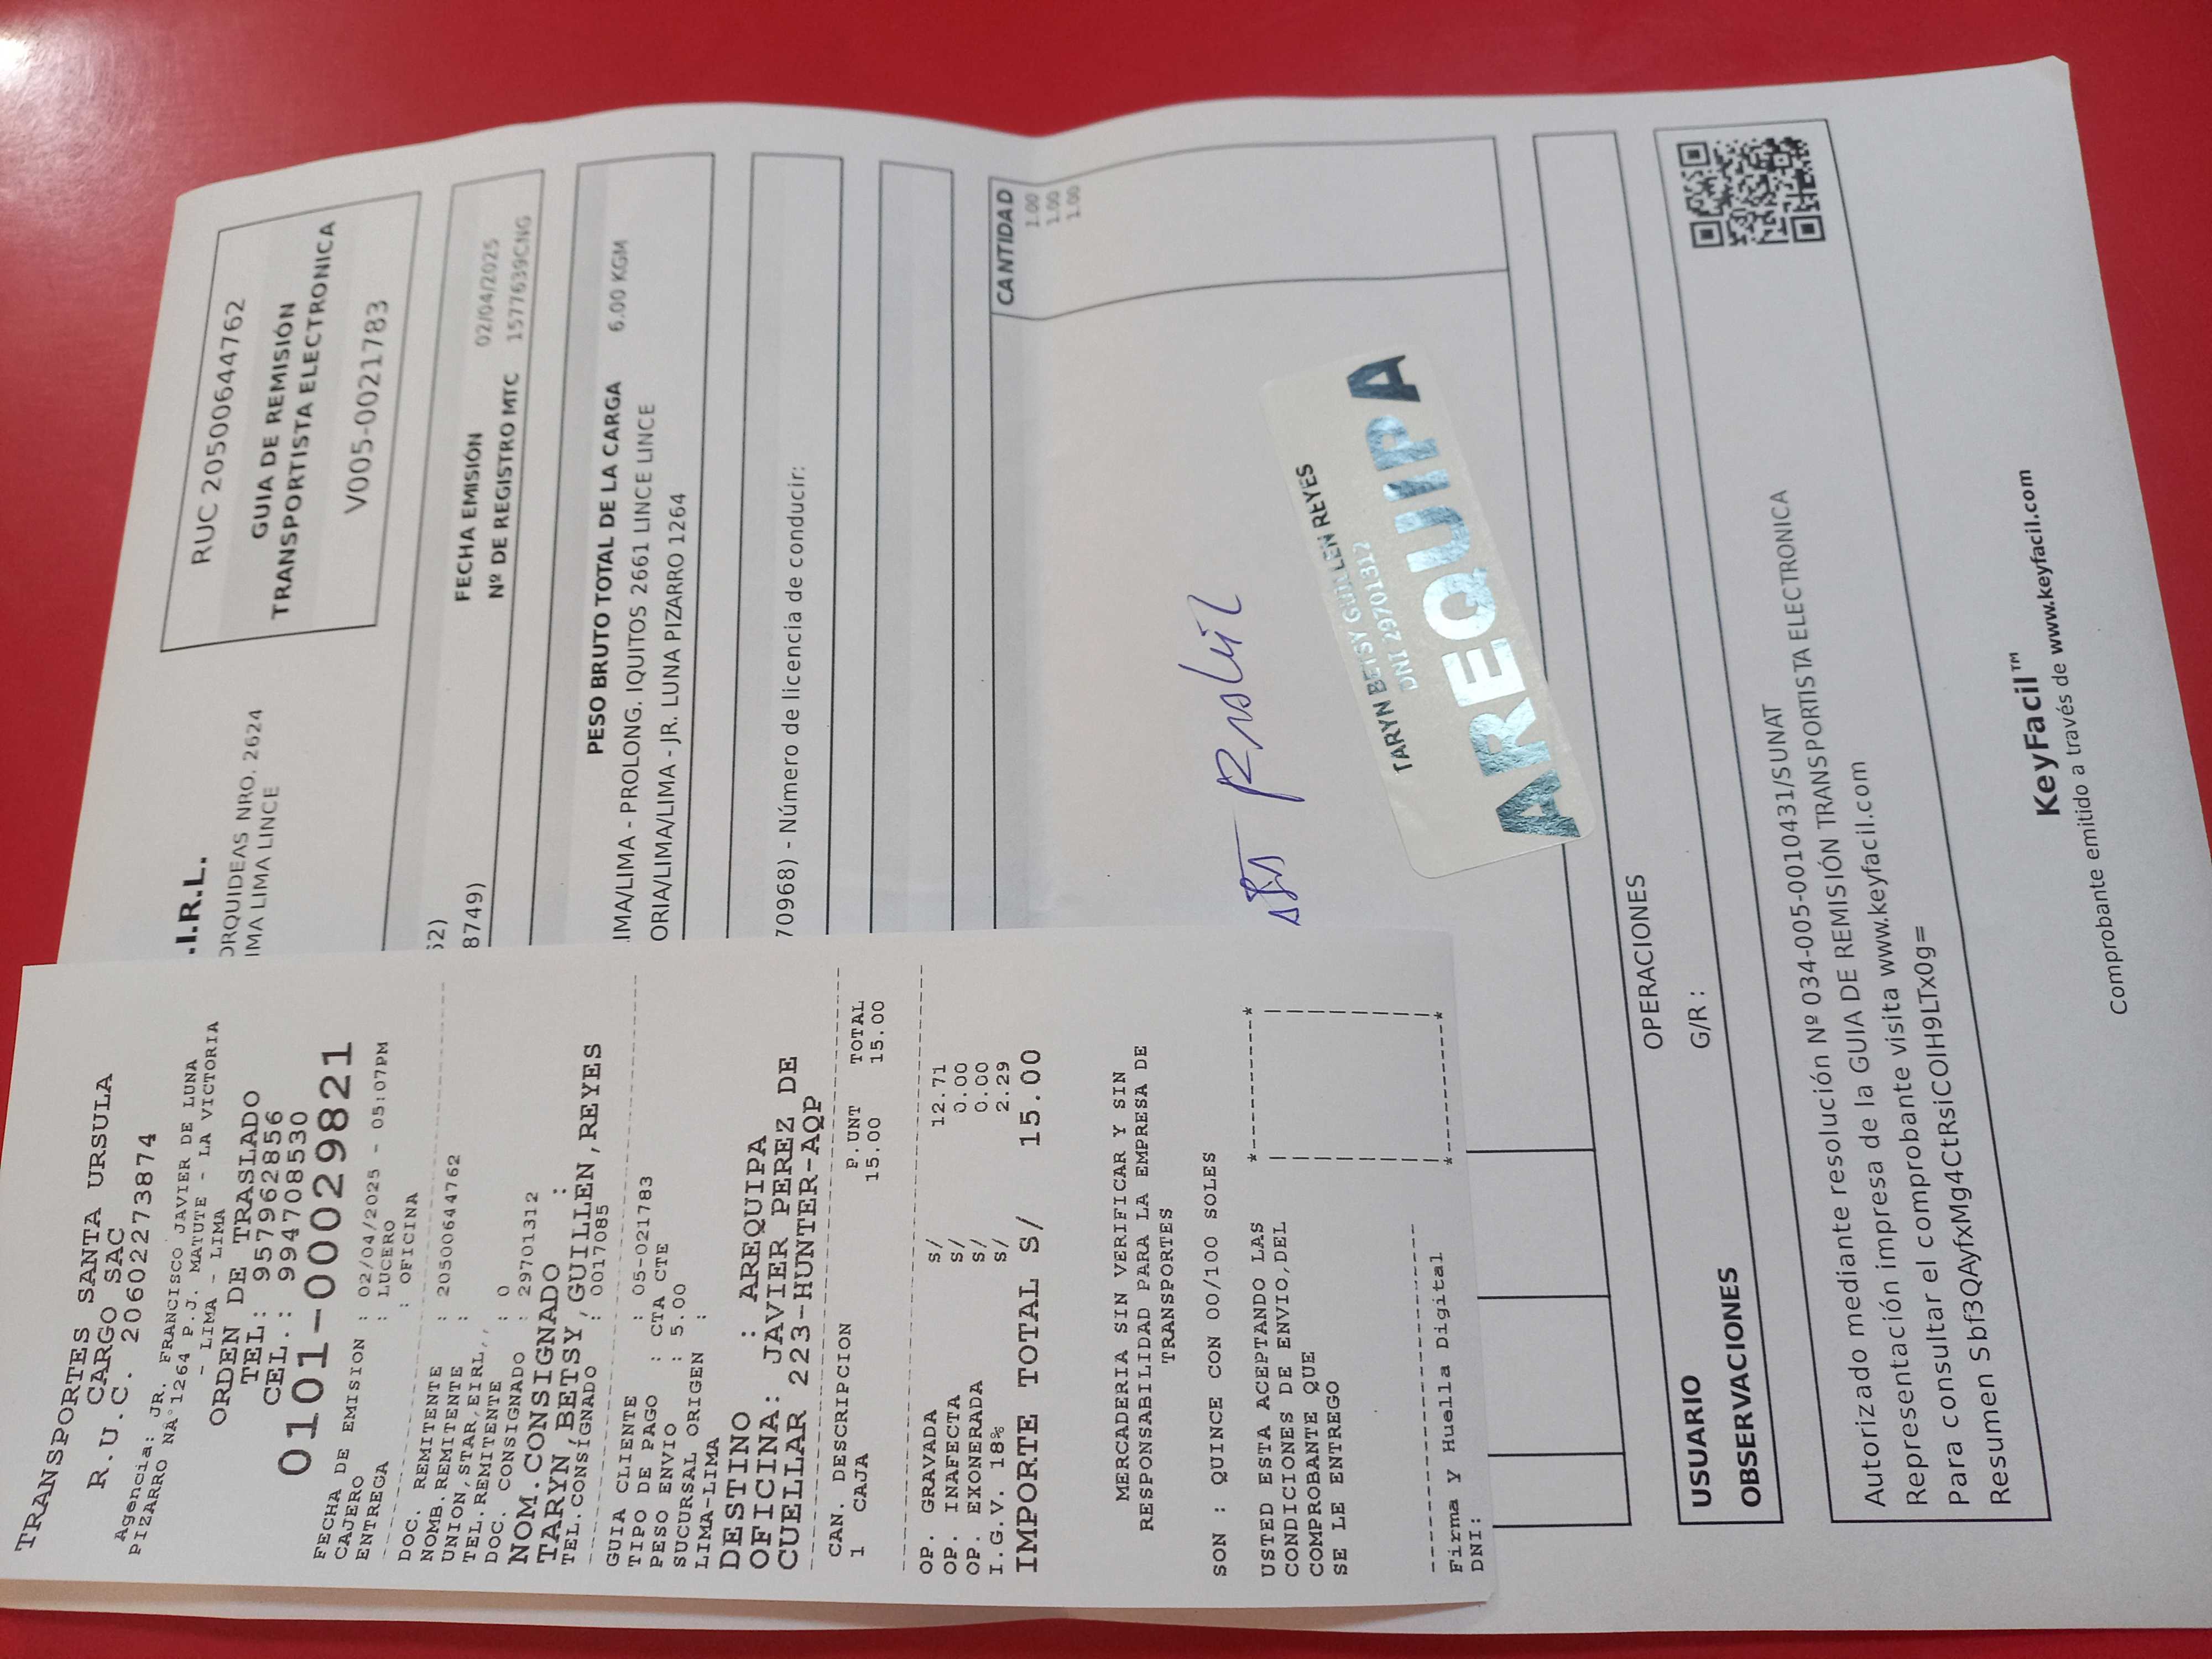 TRANSPORTES SANTA URSULA
CARGO SAC
R.U.C. 20602273874
Agencia: JR. FRANCISCO JAVIER DE LUNA
PIZARRO NA°1264 P.J. MATUTE - LA VICTORIA
- LIMA - LIMA
ORDEN DE TRASLADO
TEL: 957962856
CEL.: 994708530
0101-00029821
FECHA DE EMISION : 02/04/2025 - 05:07PM
CAJERO : LUCERO
ENTREGA : OFICINA
DOC. REMITENTE : 20500644762
NOMB.REMITENTE :
UNION,STAR,EIRL,,
TEL.REMITENTE : 0
DOC. CONSIGNADO : 29701312
NOM.CONSIGNADO :
TARYN,BETSY,GUILLEN,REYES
TEL.CONSIGNADO : 0017085
GUIA CLIENTE : 05-021783
TIPO DE PAGO : CTA CTE
PESO ENVIO : 5.00
SUCURSAL ORIGEN :
LIMA-LIMA
DESTINO : AREQUIPA
OFICINA: JAVIER PEREZ DE
CUELLAR 223-HUNTER-AQP
CAN. DESCRIPCION P.UNT TOTAL
1 CAJA 15.00 15.00
OP. GRAVADA S/ 12.71
OP. INAFECTA S/ 0.00
OP. EXONERADA S/ 0.00
I.G.V. 18% S/ 2.29
IMPORTE TOTAL S/ 15.00
MERCADERIA SIN VERIFICAR Y SIN
RESPONSABILIDAD PARA LA EMPRESA DE
TRANSPORTES
SON : QUINCE CON 00/100 SOLES
USTED ESTA ACEPTANDO LAS
CONDICIONES DE ENVIO,DEL
COMPROBANTE QUE
SE LE ENTREGO
Firma y Huella Digital
DNI:
.I.R.L.
ORQUIDEAS NRO. 2624
IMA LIMA LINCE
RUC 20500644762
GUIA DE REMISIÓN
TRANSPORTISTA ELECTRONICA
V005-0021783
52)
8749)
FECHA EMISIÓN 02/04/2025
Nº DE REGISTRO MTC 1577639CNG
PESO BRUTO TOTAL DE LA CARGA 6.00 KGM
IMA/LIMA - PROLONG. IQUITOS 2661 LINCE LINCE
ORIA/LIMA/LIMA - JR. LUNA PIZARRO 1264
70968) - Número de licencia de conducir:
CANTIDAD
1.00
1.00
1.00
TARYN BETSY GUILLEN REYES
DNI 29701312
AREQUIPA
OPERACIONES
G/R :
USUARIO
OBSERVACIONES
Autorizado mediante resolución Nº 034-005-0010431/SUNAT
Representación impresa de la GUIA DE REMISIÓN TRANSPORTISTA ELECTRONICA
Para consultar el comprobante visita www.keyfacil.com
Resumen Sbf3QAyfxMg4CtRsiCOIH9LTx0g=
KeyFacil™
Comprobante emitido a través de www.keyfacil.com